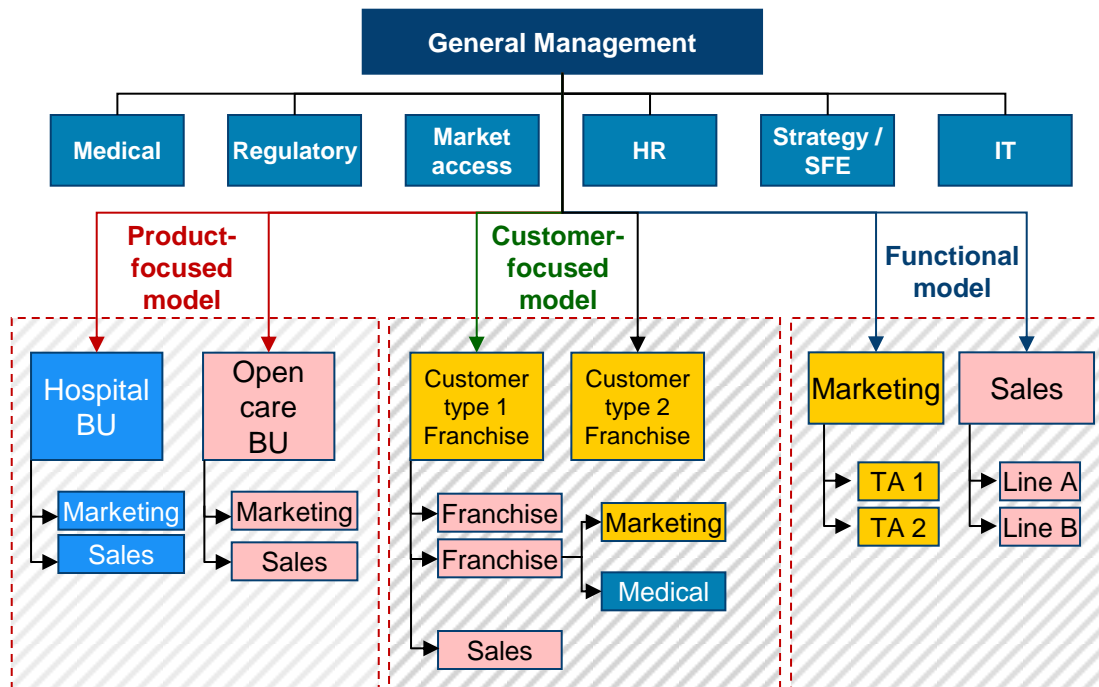 General Management
Medical
Regulatory
Market
access
HR
Strategy /
SFE
IT
Product-
focused
model
Customer-
focused
model
Functional
model
Hospital
BU
Open
care
BU
Customer
type 1
Franchise
Customer
type 2
Franchise
Marketing
Sales
Marketing
Sales
Marketing
Sales
Franchise
Franchise
Marketing
Medical
Sales
TA 1
TA 2
Line A
Line B